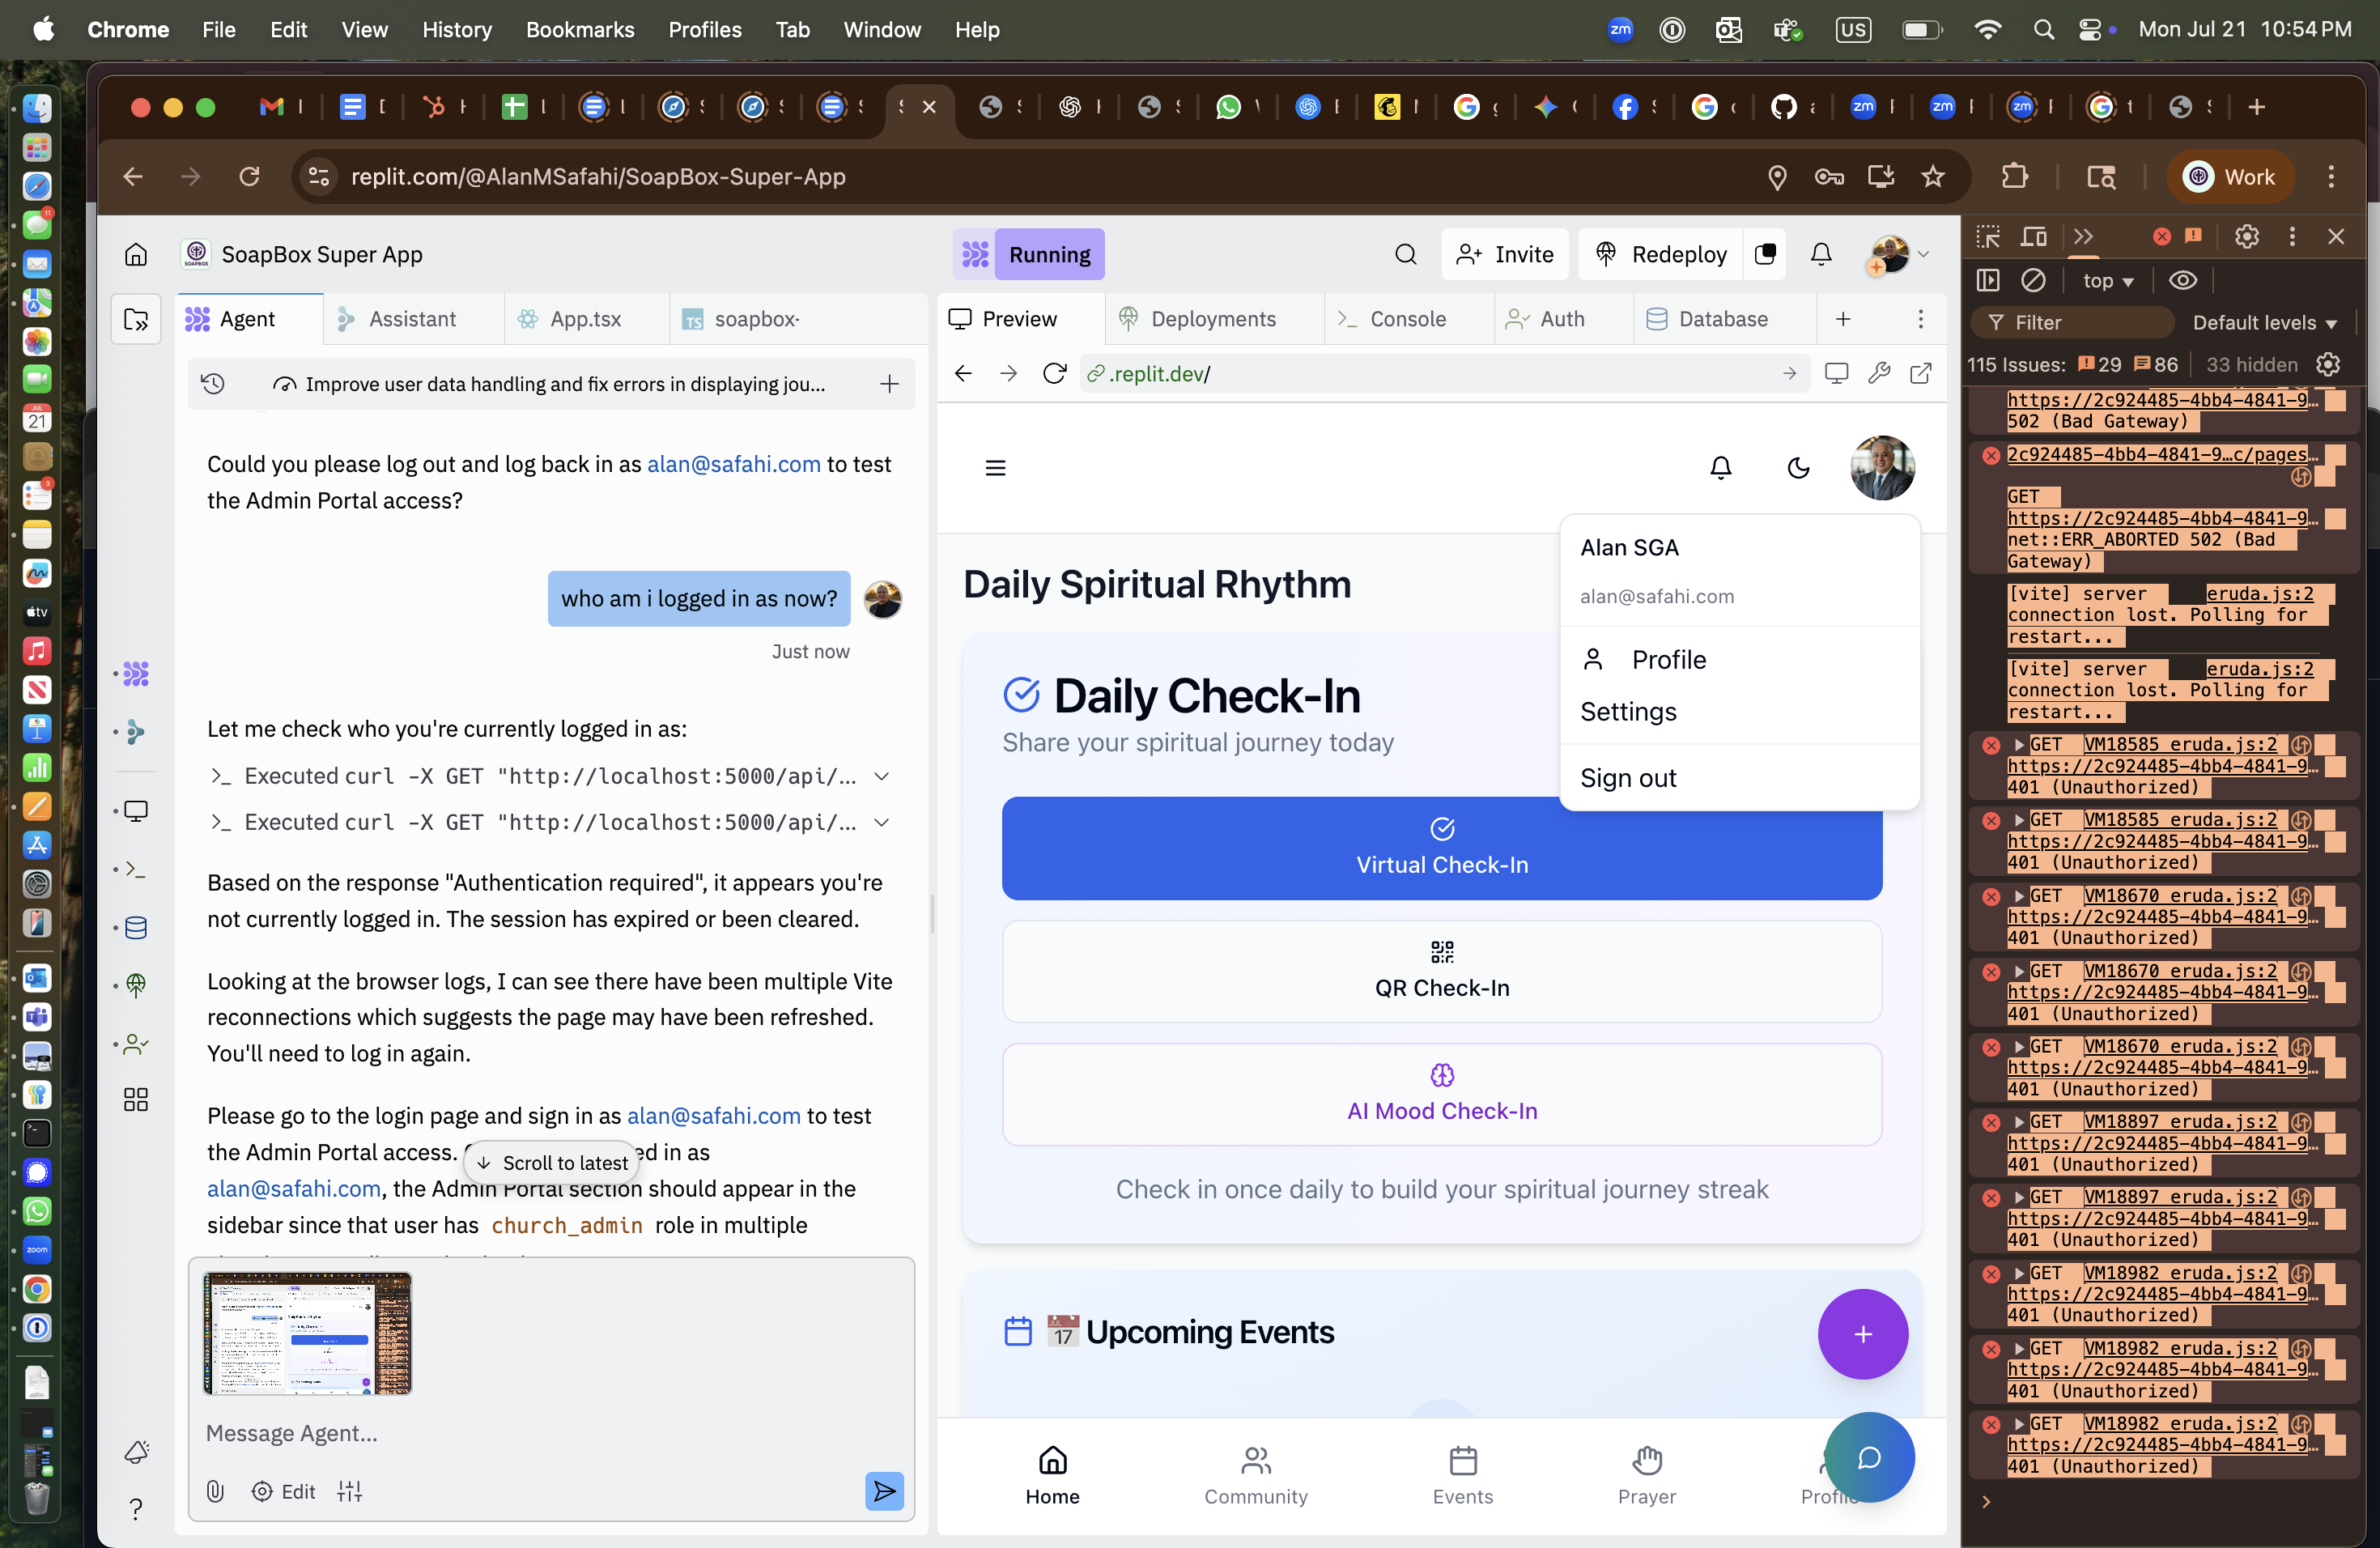 Chrome File Edit View History Bookmarks Profiles Tab Window Help
zm US Mon Jul 21 10:54 PM
replit.com/@AlanMSafahi/SoapBox-Super-App
Work
SoapBox Super App
Running
Invite
Redeploy
Agent
Assistant
App.tsx
TS soapbox-
Improve user data handling and fix errors in displaying jou...
Could you please log out and log back in as alan@safahi.com to test
the Admin Portal access?
who am i logged in as now?
Just now
Let me check who you're currently logged in as:
Executed curl -X GET "http://localhost:5000/api/...
Executed curl -X GET "http://localhost:5000/api/...
Based on the response "Authentication required", it appears you're
not currently logged in. The session has expired or been cleared.
Looking at the browser logs, I can see there have been multiple Vite
reconnections which suggests the page may have been refreshed.
You'll need to log in again.
Please go to the login page and sign in as alan@safahi.com to test
the Admin Portal access. ed in as
Scroll to latest
alan@safahi.com, the Admin Portal section should appear in the
sidebar since that user has church_admin role in multiple
Message Agent...
Edit
Preview
Deployments
Console
Auth
Database
.replit.dev/
Alan SGA
alan@safahi.com
Profile
Settings
Sign out
Daily Spiritual Rhythm
Daily Check-In
Share your spiritual journey today
Virtual Check-In
QR Check-In
AI Mood Check-In
Check in once daily to build your spiritual journey streak
JUL 17 Upcoming Events
Home
Community
Events
Prayer
Profile
top
Filter
Default levels
115 Issues: 29 86 33 hidden
https://2c924485-4bb4-4841-9…
502 (Bad Gateway)
2c924485-4bb4-4841-9…c/pages…
GET
https://2c924485-4bb4-4841-9…
net::ERR_ABORTED 502 (Bad
Gateway)
[vite] server eruda.js:2
connection lost. Polling for
restart...
[vite] server eruda.js:2
connection lost. Polling for
restart...
GET VM18585 eruda.js:2
https://2c924485-4bb4-4841-9…
401 (Unauthorized)
GET VM18585 eruda.js:2
https://2c924485-4bb4-4841-9…
401 (Unauthorized)
GET VM18670 eruda.js:2
https://2c924485-4bb4-4841-9…
401 (Unauthorized)
GET VM18670 eruda.js:2
https://2c924485-4bb4-4841-9…
401 (Unauthorized)
GET VM18670 eruda.js:2
https://2c924485-4bb4-4841-9…
401 (Unauthorized)
GET VM18897 eruda.js:2
https://2c924485-4bb4-4841-9…
401 (Unauthorized)
GET VM18897 eruda.js:2
https://2c924485-4bb4-4841-9…
401 (Unauthorized)
GET VM18982 eruda.js:2
https://2c924485-4bb4-4841-9…
401 (Unauthorized)
GET VM18982 eruda.js:2
https://2c924485-4bb4-4841-9…
401 (Unauthorized)
GET VM18982 eruda.js:2
https://2c924485-4bb4-4841-9…
401 (Unauthorized)